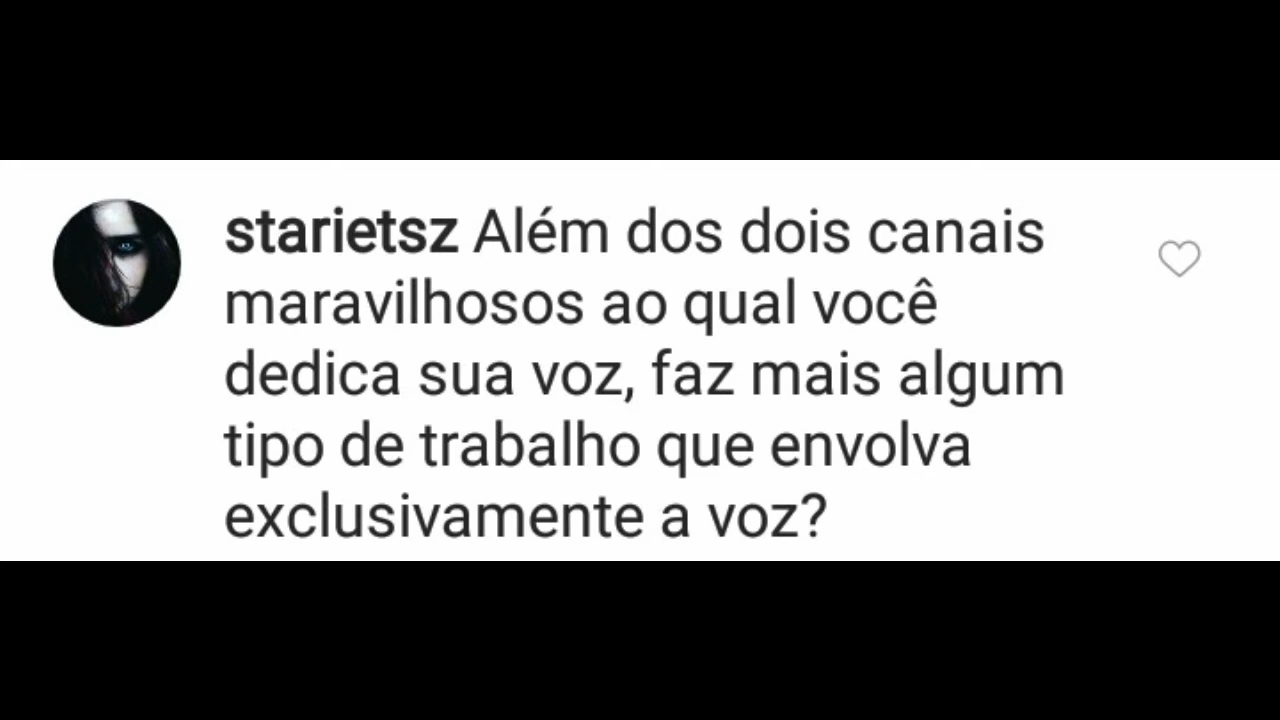 starietsz Além dos dois canais
maravilhosos ao qual você
dedica sua voz, faz mais algum
tipo de trabalho que envolva
exclusivamente a voz?